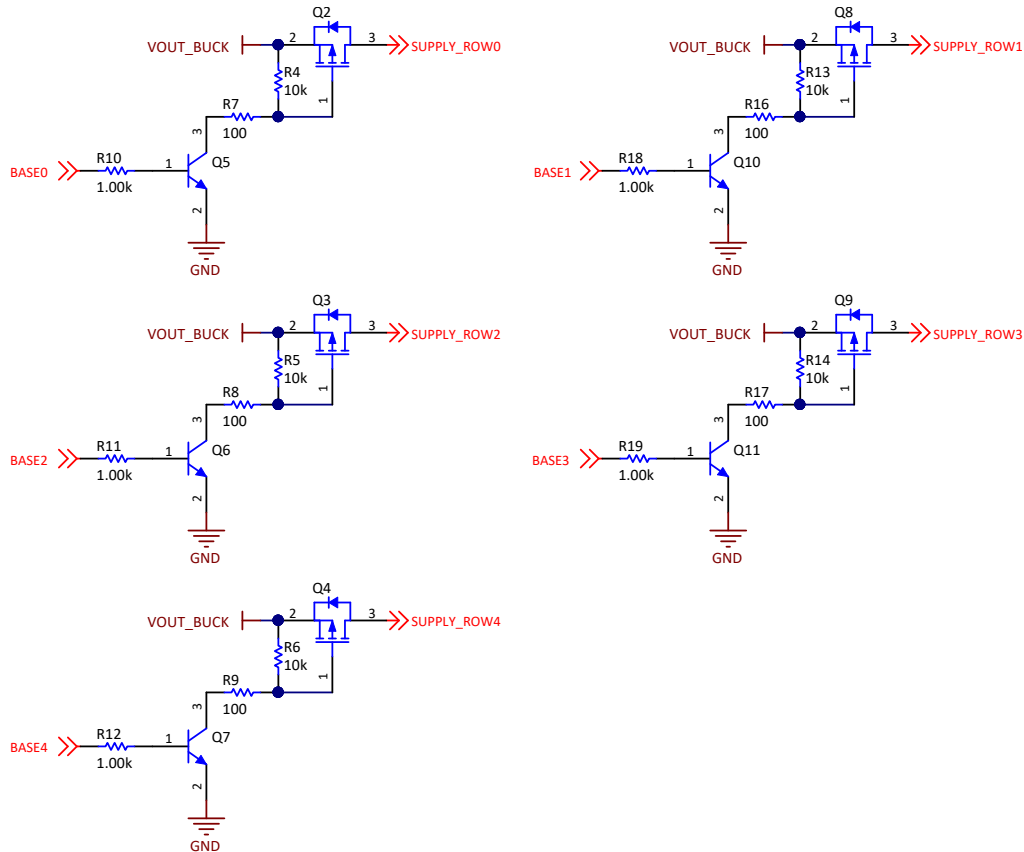 Q2
VOUT_BUCK 2 3 SUPPLY_ROW0
R4
10k
R7
100
1
3
R10
BASE0 1 Q5
1.00k
2
GND
Q8
VOUT_BUCK 2 3 SUPPLY_ROW1
R13
10k
R16
100
1
3
R18
BASE1 1 Q10
1.00k
2
GND
Q3
VOUT_BUCK 2 3 SUPPLY_ROW2
R5
10k
R8
100
1
3
R11
BASE2 1 Q6
1.00k
2
GND
Q9
VOUT_BUCK 2 3 SUPPLY_ROW3
R14
10k
R17
100
1
3
R19
BASE3 1 Q11
1.00k
2
GND
Q4
VOUT_BUCK 2 3 SUPPLY_ROW4
R6
10k
R9
100
1
3
R12
BASE4 1 Q7
1.00k
2
GND